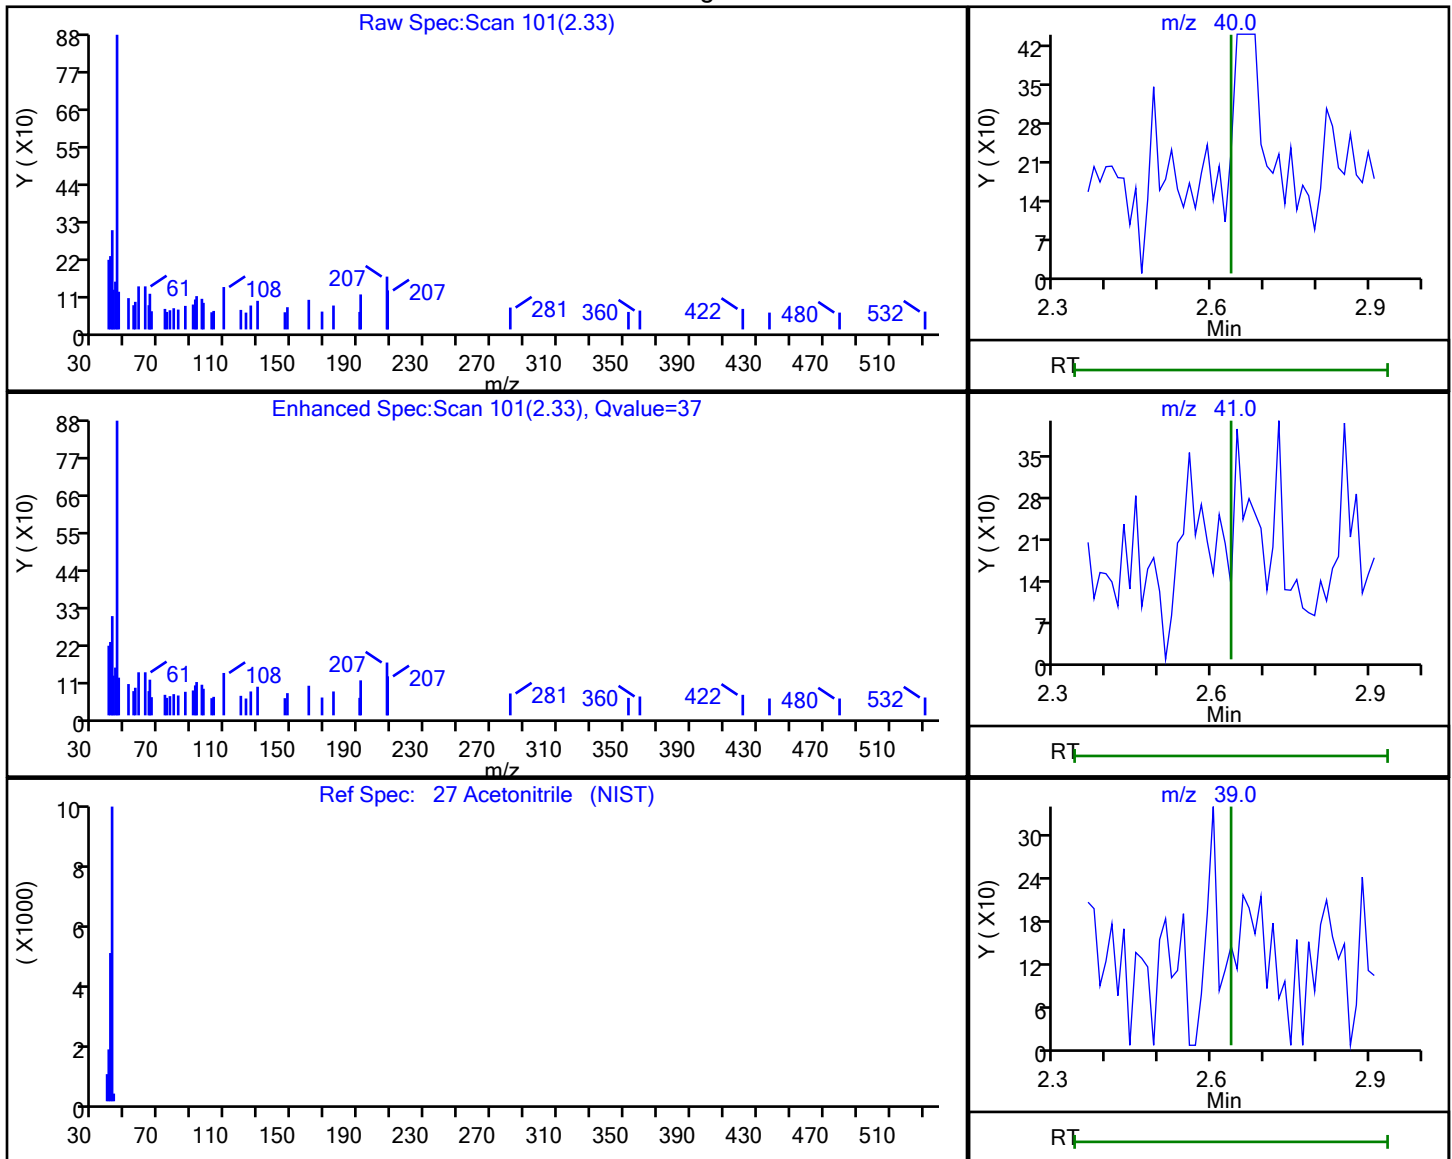 Raw Spec:Scan 101(2.33)
Y ( X10)
88
77
66
55
44
33
22
11
0
61
108
207
207
281
360
422
480
532
30 70 110 150 190 230 270 310 350 390 430 470 510
m/z
m/z 40.0
Y ( X10)
42
35
28
21
14
7
0
2.3 2.6 2.9
Min
RT
Enhanced Spec:Scan 101(2.33), Qvalue=37
Y ( X10)
88
77
66
55
44
33
22
11
0
61
108
207
207
281
360
422
480
532
30 70 110 150 190 230 270 310 350 390 430 470 510
m/z
m/z 41.0
Y ( X10)
35
28
21
14
7
0
2.3 2.6 2.9
Min
RT
Ref Spec: 27 Acetonitrile (NIST)
( X1000)
10
8
6
4
2
0
30 70 110 150 190 230 270 310 350 390 430 470 510
m/z 39.0
Y ( X10)
30
24
18
12
6
0
2.3 2.6 2.9
Min
RT